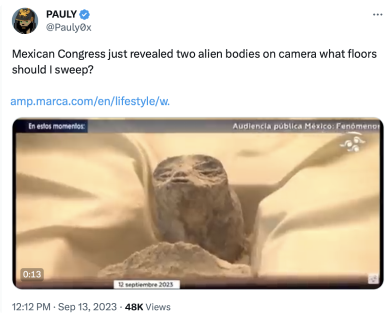 PAULY
@Pauly0x
Mexican Congress just revealed two alien bodies on camera what floors
should I sweep?
amp.marca.com/en/lifestyle/w.
En estos momentos:
Audiencia pública México: Fenómenos
0:13
12 septiembre 2023
12:12 PM · Sep 13, 2023 · 48K Views